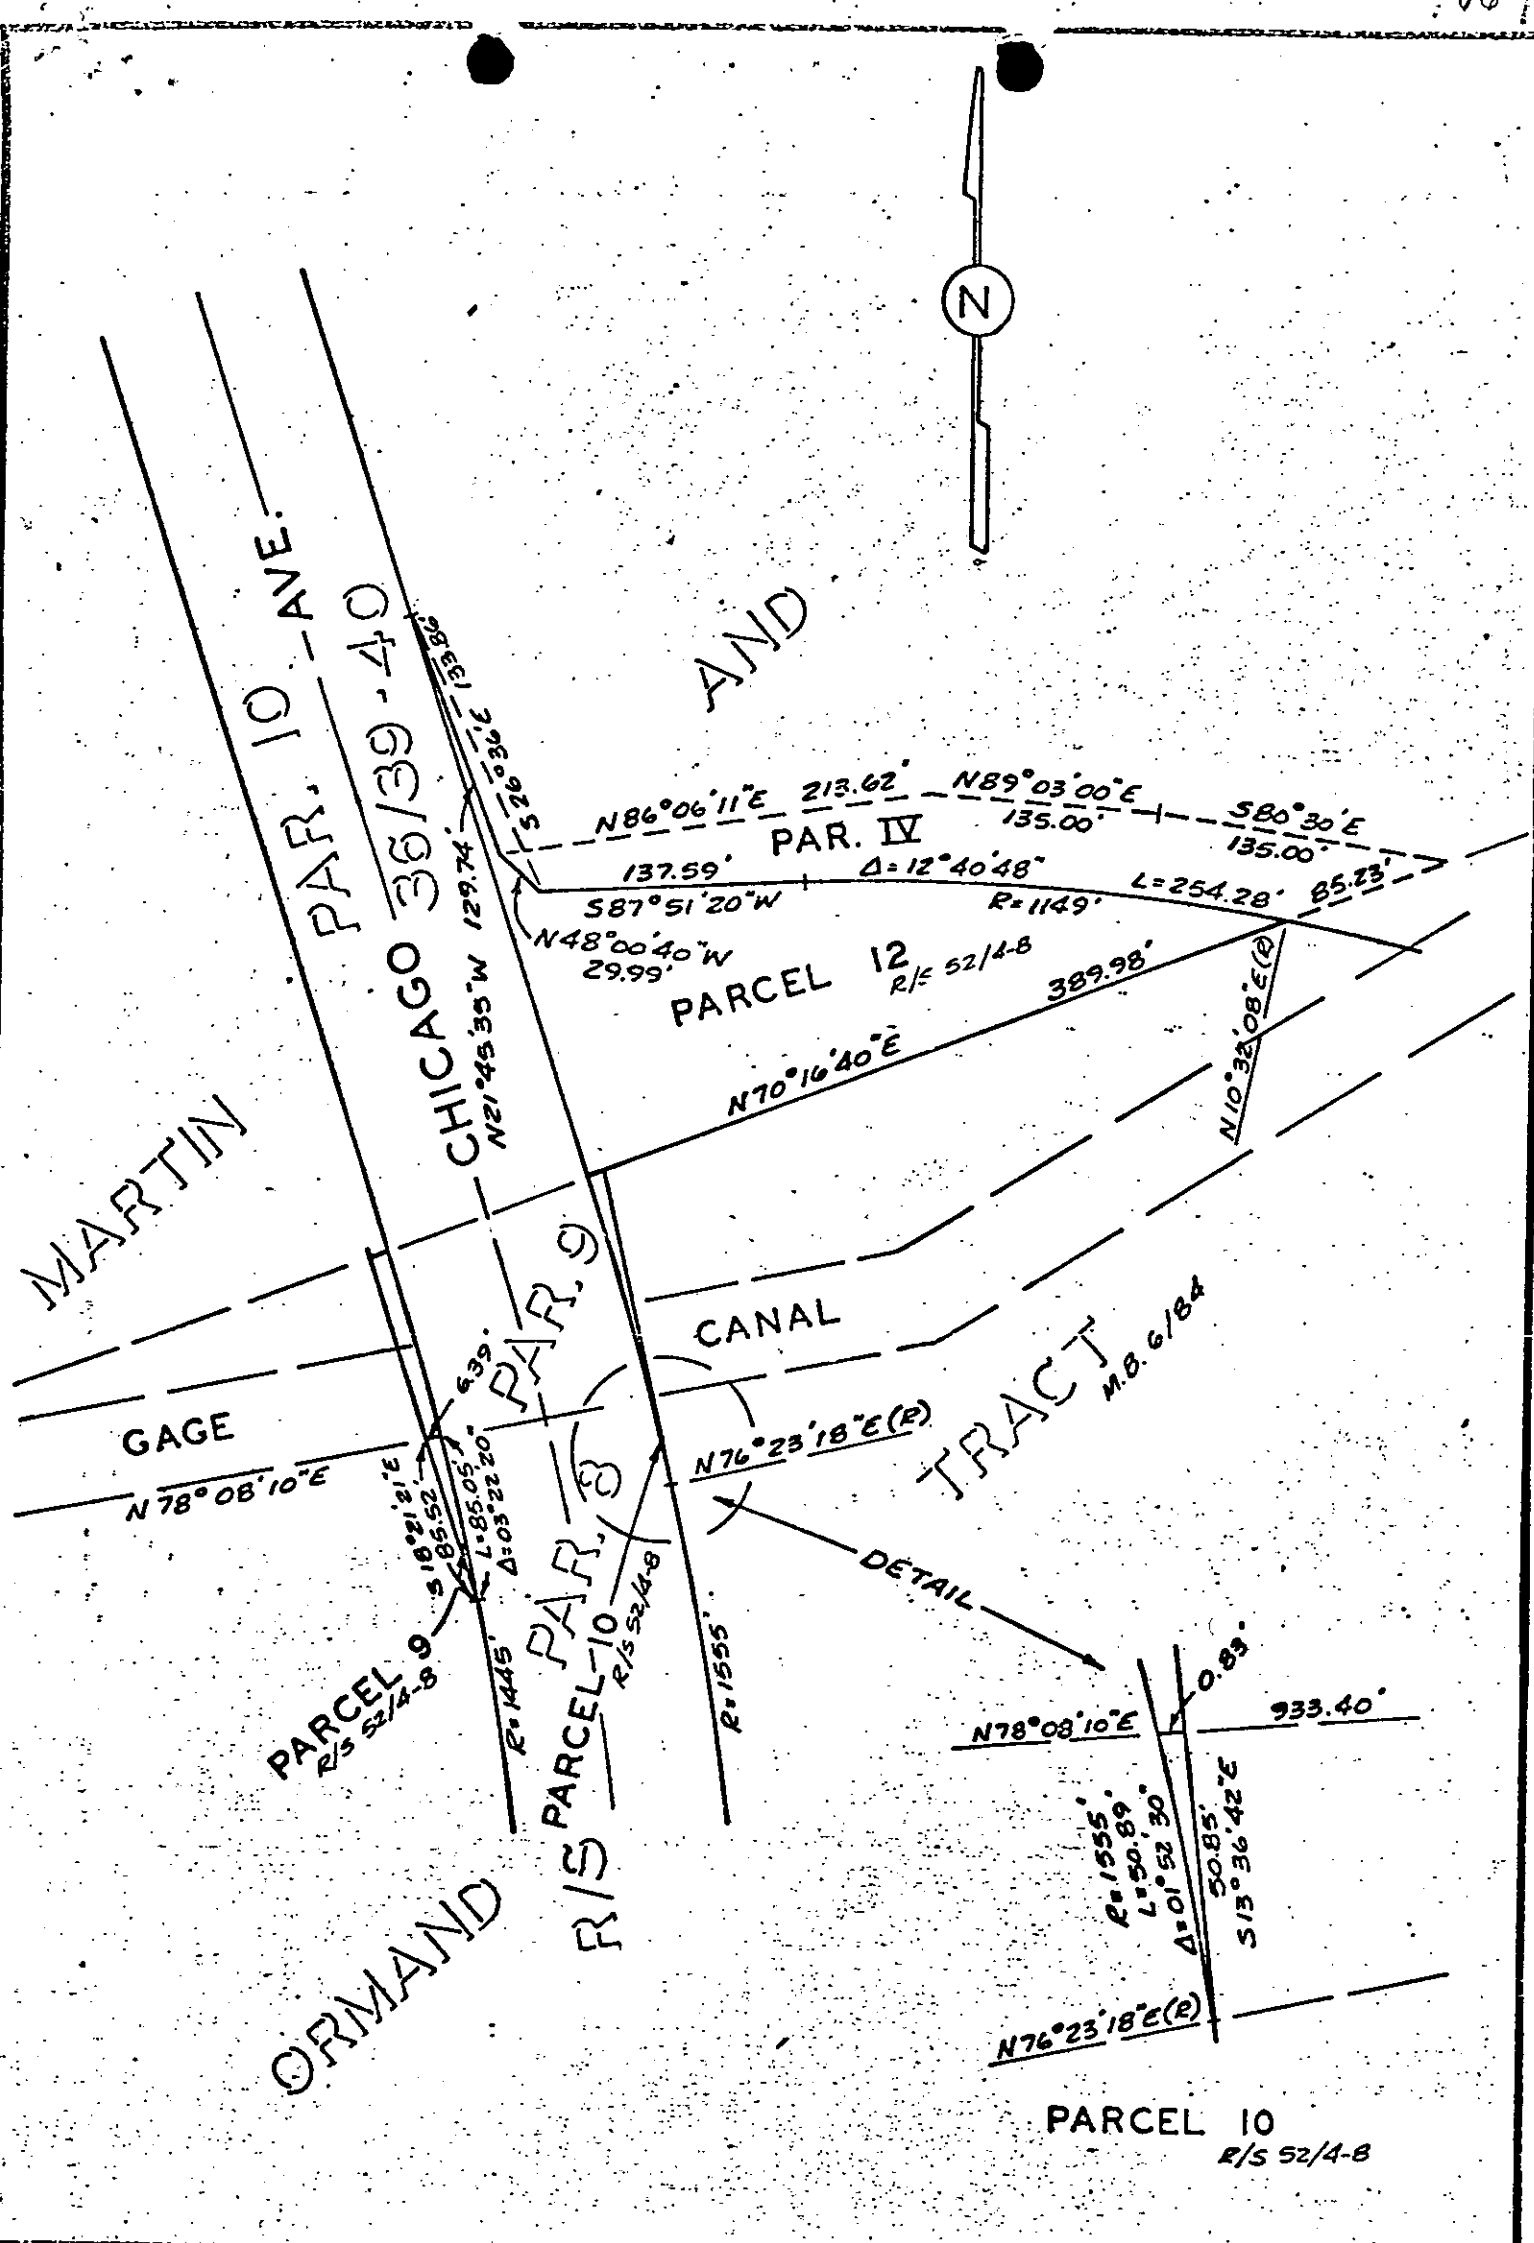 N
PAR. 10
AVE.
PAR.
36/39-40
CHICAGO
AND
133.86'
S26°36'E
N21°45'35"W 129.74'
N86°06'11"E 213.62'
N89°03'00"E
135.00'
S80°30'E
135.00'
PAR. IV
137.59'
S87°51'20"W
Δ=12°40'48"
R=1149'
L=254.28'
85.23'
N48°00'40"W
29.99'
PARCEL 12
R/S 52/4-8
389.98'
N70°16'40"E
N10°32'08"E(R)
MARTIN
PAR. 9
CANAL
TRACT
M.B. 6/84
GAGE
6.39'
N78°08'10"E
N76°23'18"E(R)
S18°21'21"E
85.52'
L=85.05'
Δ=03°22'20"
PAR. 3
DETAIL
PARCEL 9
R/S 52/4-8
R=1445'
PARCEL 10
R/S 52/4-8
R=1555'
R/S
ORMAND
0.83'
N78°08'10"E
933.40'
R=1555'
L=50.89'
Δ=01°52'30"
50.85'
S13°36'42"E
N76°23'18"E(R)
PARCEL 10
R/S 52/4-8